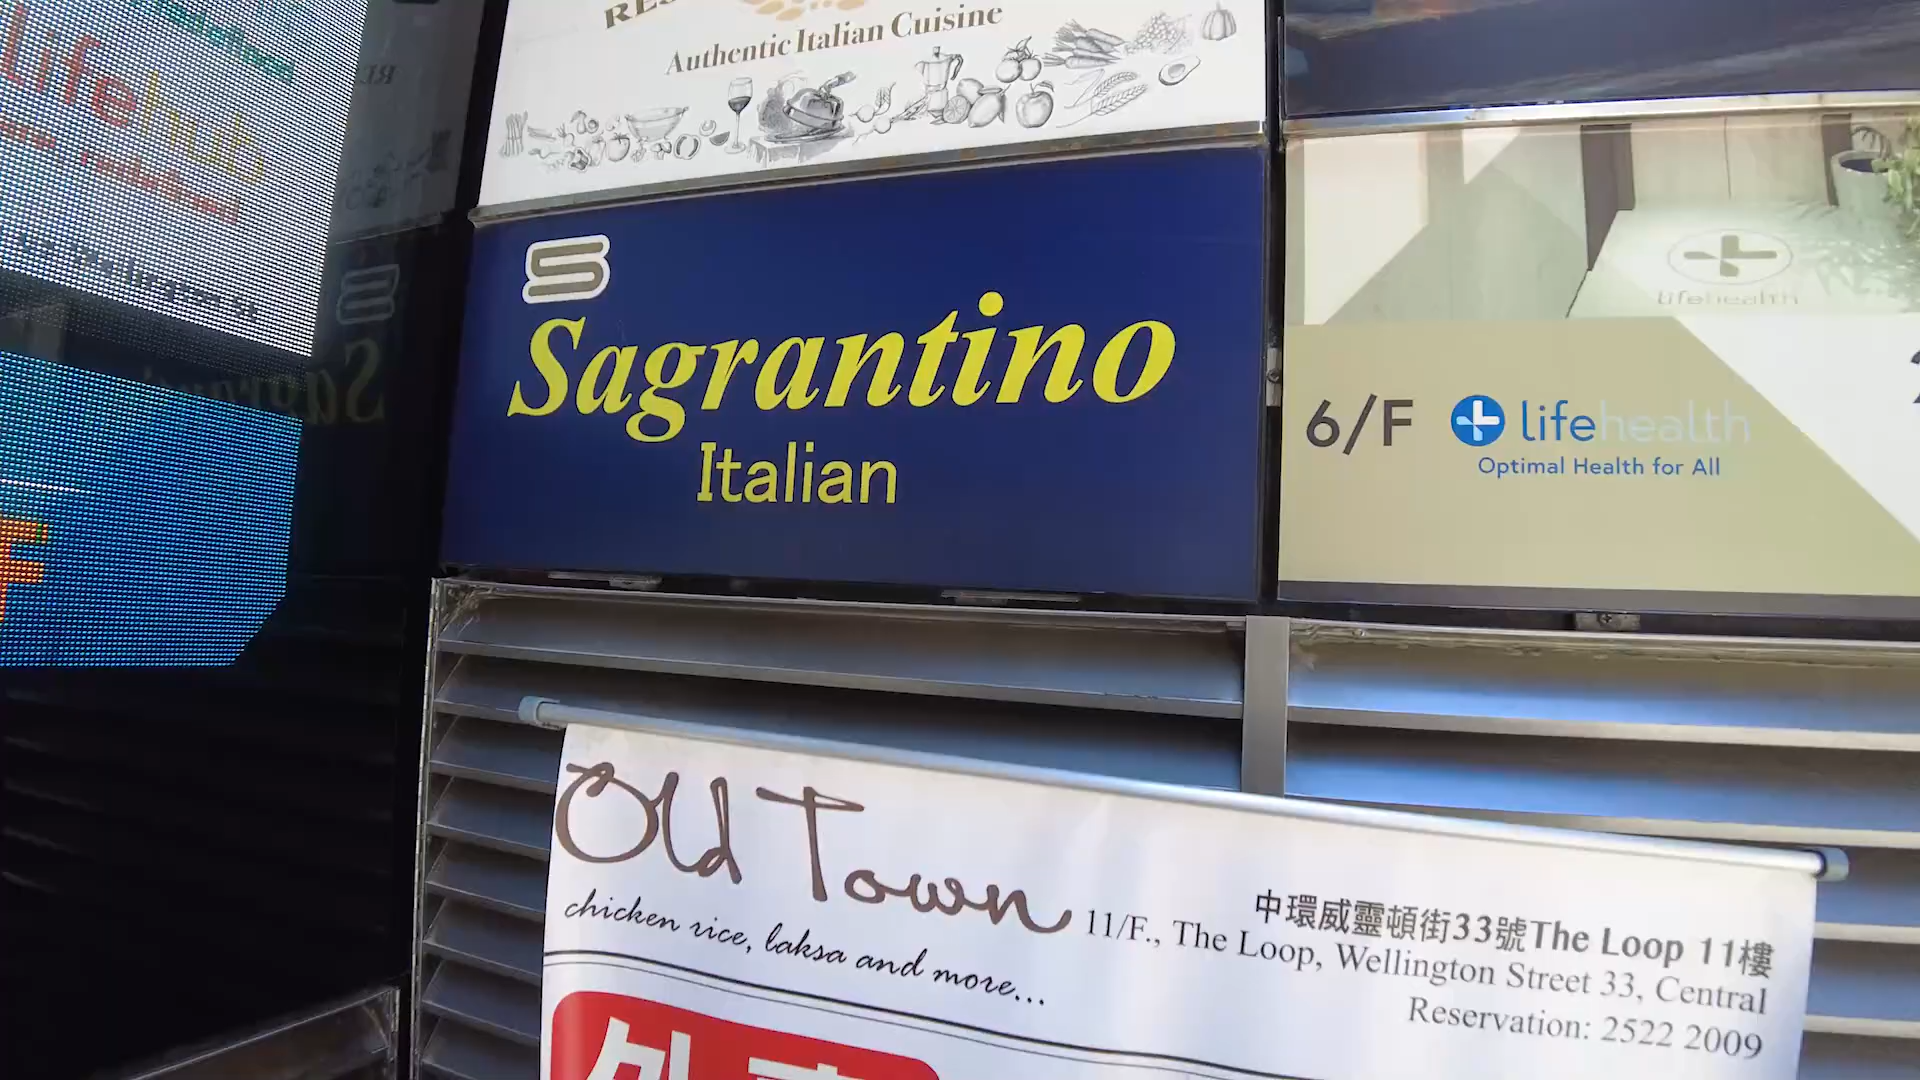 Authentic Italian Cuisine
Sagrantino
Italian
lifehealth
6/F lifehealth
Optimal Health for All
lifehub
Old Town
chicken rice, laksa and more...
中環威靈頓街33號The Loop 11樓
11/F., The Loop, Wellington Street 33, Central
Reservation: 2522 2009